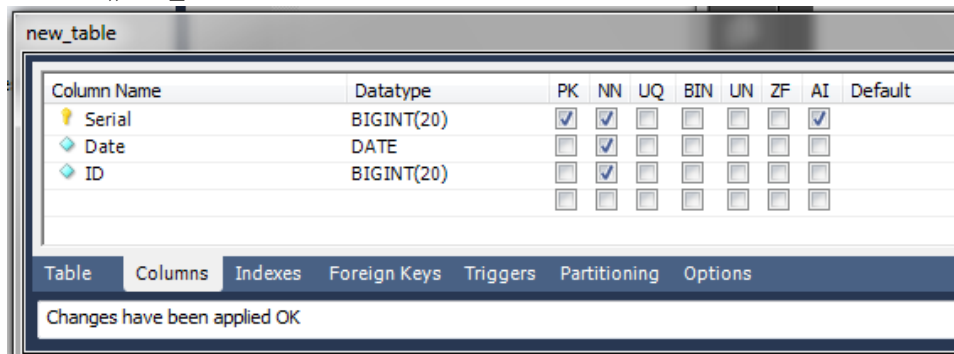 new_table
Column Name Datatype PK NN UQ BIN UN ZF AI Default
Serial BIGINT(20)
Date DATE
ID BIGINT(20)
Table Columns Indexes Foreign Keys Triggers Partitioning Options
Changes have been applied OK